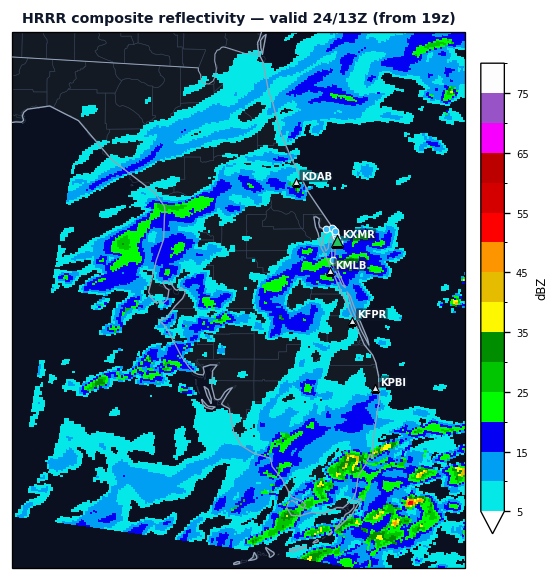 HRRR composite reflectivity — valid 24/13Z (from 19z)
KDAB
KXMR
KMLB
KFPR
KPBI
75
65
55
45
35
25
15
5
dBZ